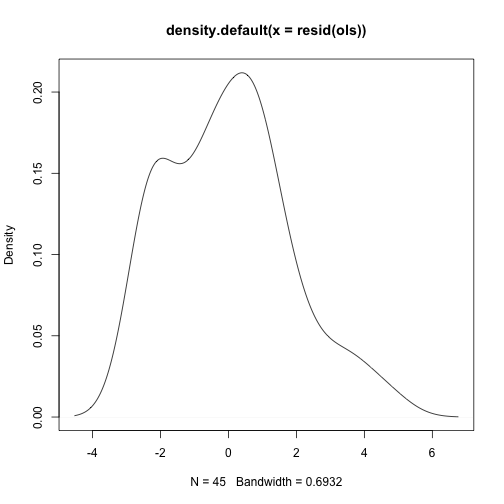 density.default(x = resid(ols))
0.20
0.15
0.10
0.05
0.00
Density
-4 -2 0 2 4 6
N = 45 Bandwidth = 0.6932